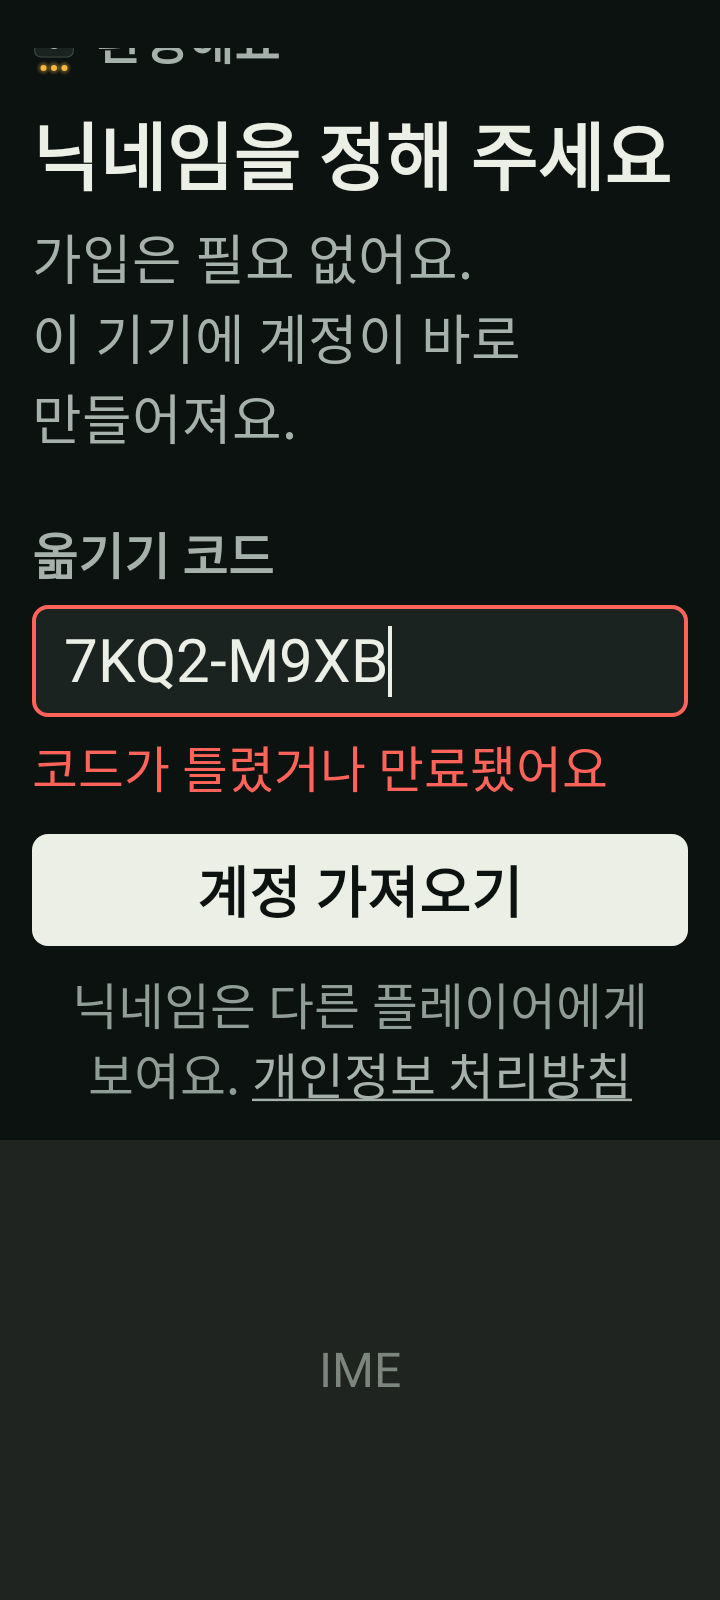 닉네임을 정해 주세요
가입은 필요 없어요.
이 기기에 계정이 바로
만들어져요.
옮기기 코드
7KQ2-M9XB
코드가 틀렸거나 만료됐어요
계정 가져오기
닉네임은 다른 플레이어에게
보여요. 개인정보 처리방침
IME